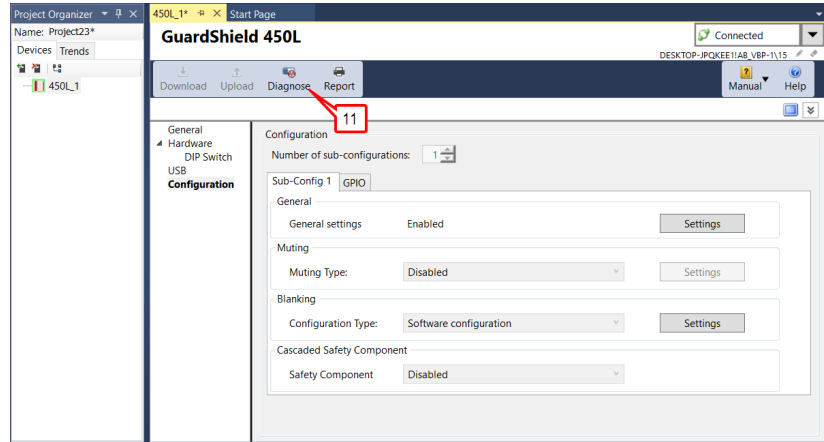 Project Organizer
450L_1* Start Page
Name: Project23*
GuardShield 450L
Connected
Devices Trends
DESKTOP-JPQKEE1!AB_VBP-1\15
450L_1
Download Upload Diagnose Report
Manual Help
11
General
Hardware
DIP Switch
USB
Configuration
Configuration
Number of sub-configurations: 1
Sub-Config 1 GPIO
General
General settings Enabled Settings
Muting
Muting Type: Disabled Settings
Blanking
Configuration Type: Software configuration Settings
Cascaded Safety Component
Safety Component Disabled